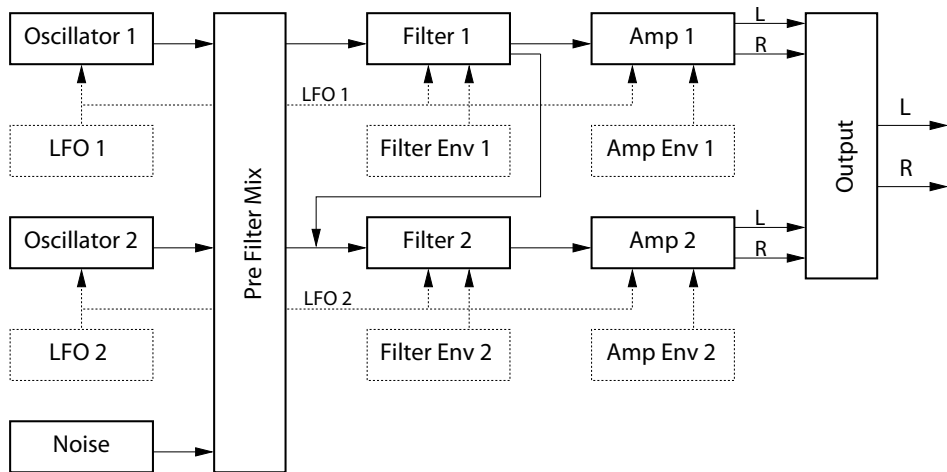 Oscillator 1
Filter 1
Amp 1
L
R
LFO 1
LFO 1
Filter Env 1
Amp Env 1
Pre Filter Mix
Output
L
R
Oscillator 2
Filter 2
Amp 2
L
R
LFO 2
LFO 2
Filter Env 2
Amp Env 2
Noise